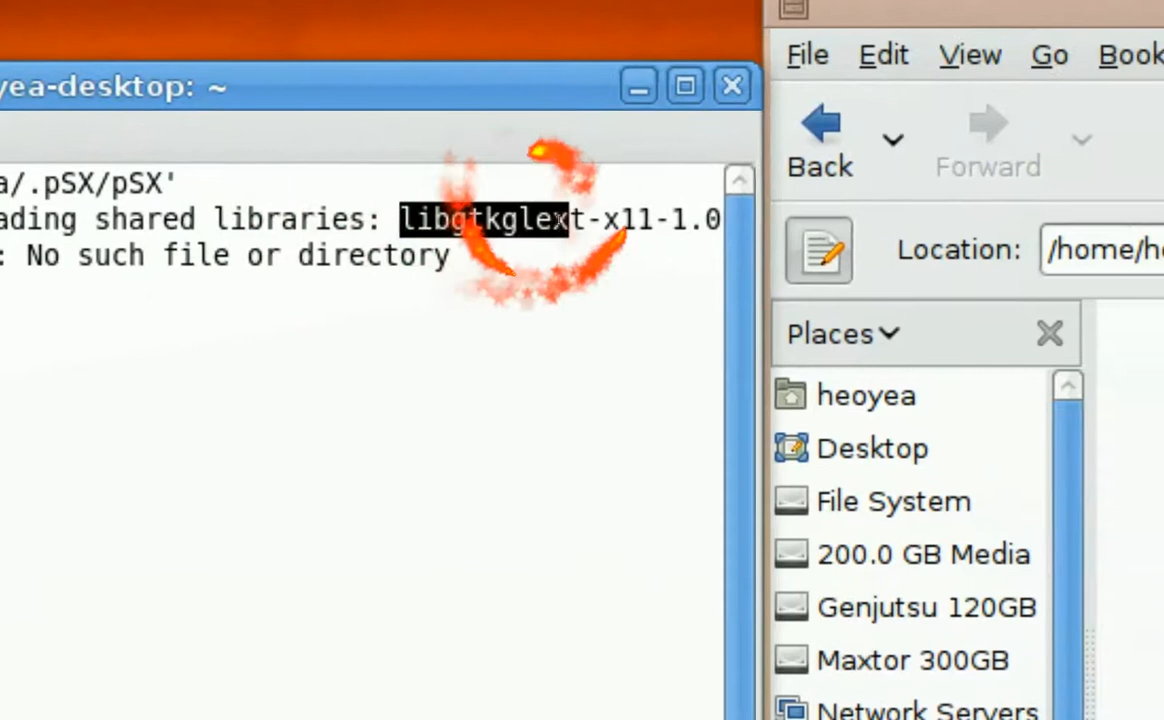 yea-desktop: ~
a/.pSX/pSX'
ading shared libraries: libgtkglext-x11-1.0
: No such file or directory
File Edit View Go Book
Back
Forward
Location: /home/he
Places
heoyea
Desktop
File System
200.0 GB Media
Genjutsu 120GB
Maxtor 300GB
Network Servers